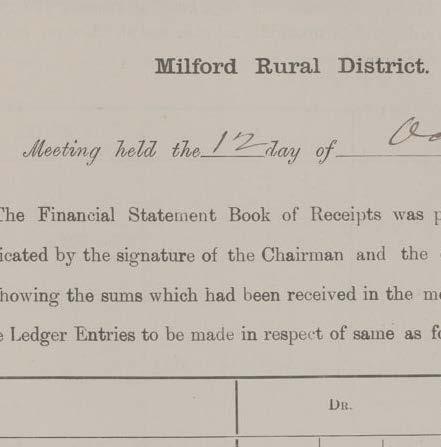 Milford Rural District.
Meeting held the 12 day of
The Financial Statement Book of Receipts was
by the signature of the Chairman and the
showing the sums which had been received in the
Ledger Entries to be made in respect of same as
DR.